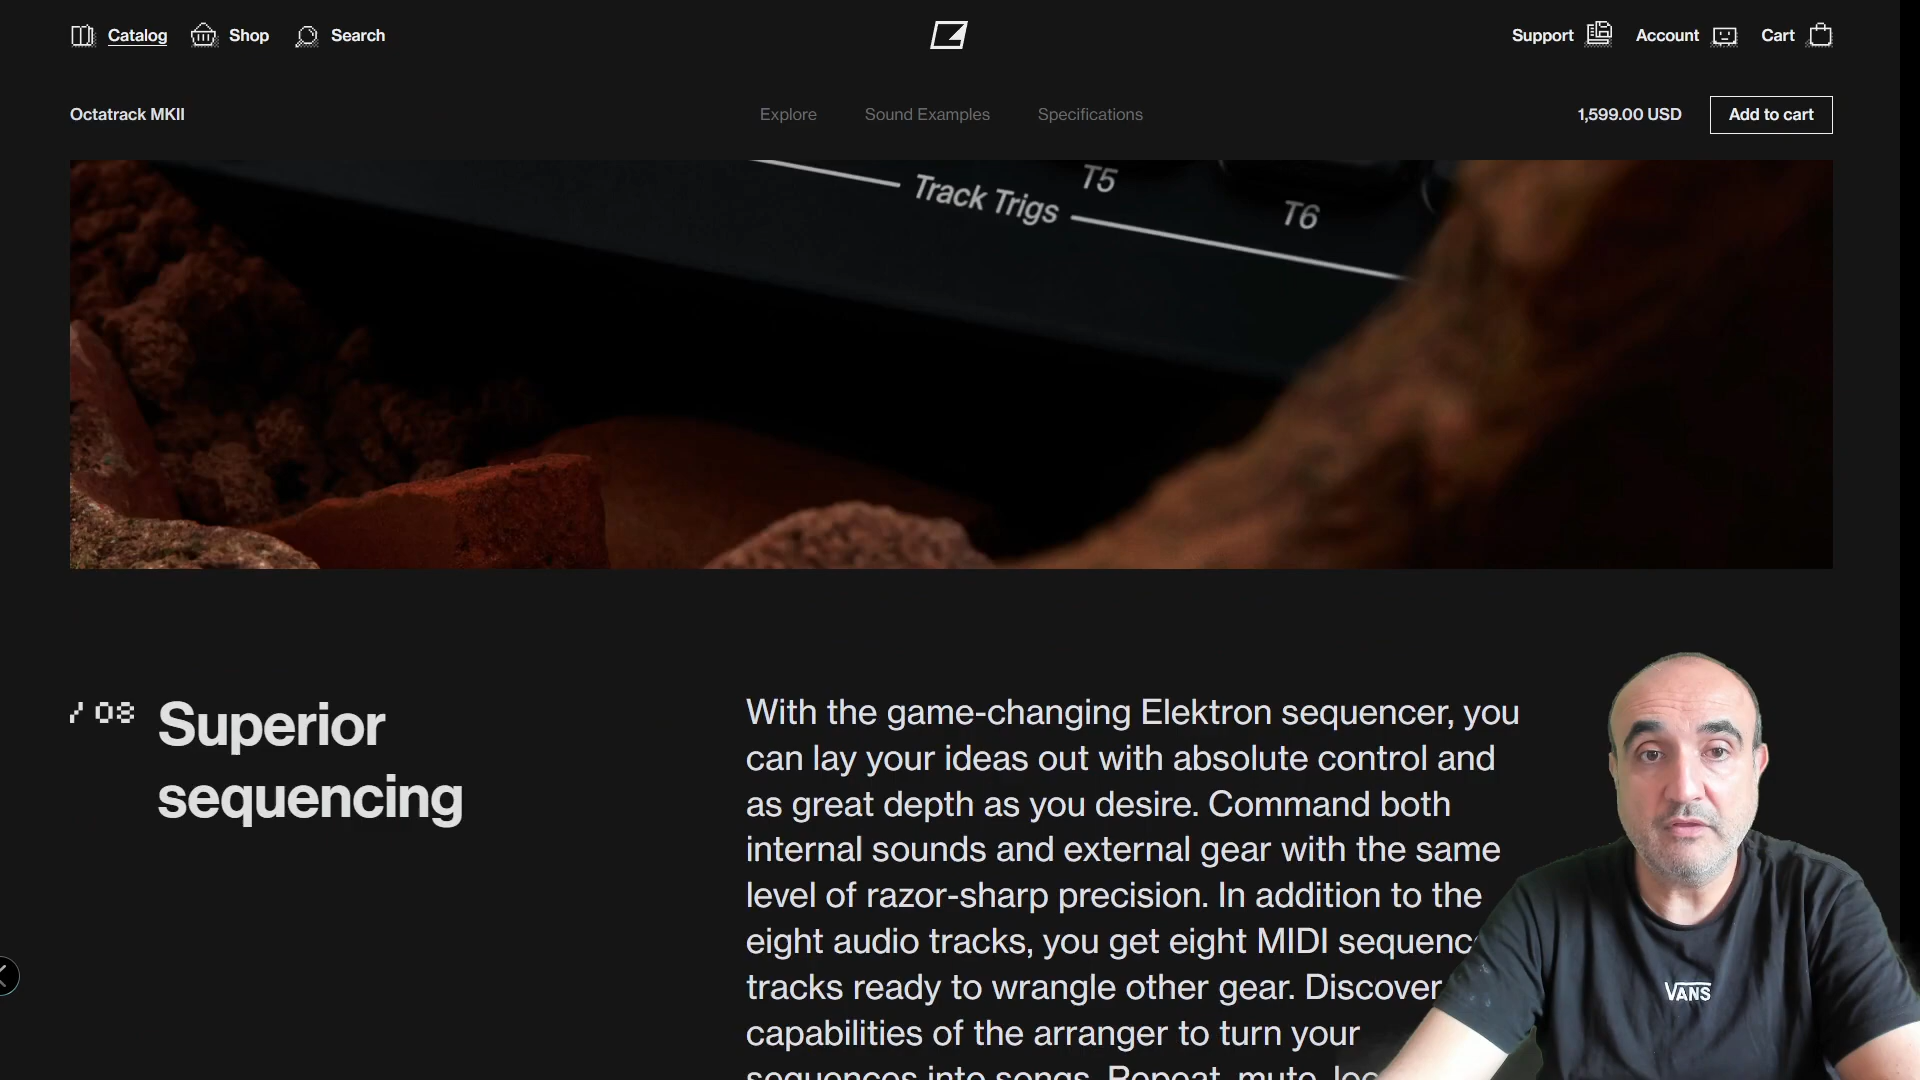 Catalog
Shop
Search
Support
Account
Cart
Octatrack MKII
Explore
Sound Examples
Specifications
1,599.00 USD
Add to cart
Track Trigs
T5
T6
/ 08
Superior
sequencing
With the game-changing Elektron sequencer, you
can lay your ideas out with absolute control and
as great depth as you desire. Command both
internal sounds and external gear with the same
level of razor-sharp precision. In addition to the
eight audio tracks, you get eight MIDI
tracks ready to wrangle other gear. Discover
capabilities of the arranger to turn your
sequences into songs. Repeat, mute,
VANS